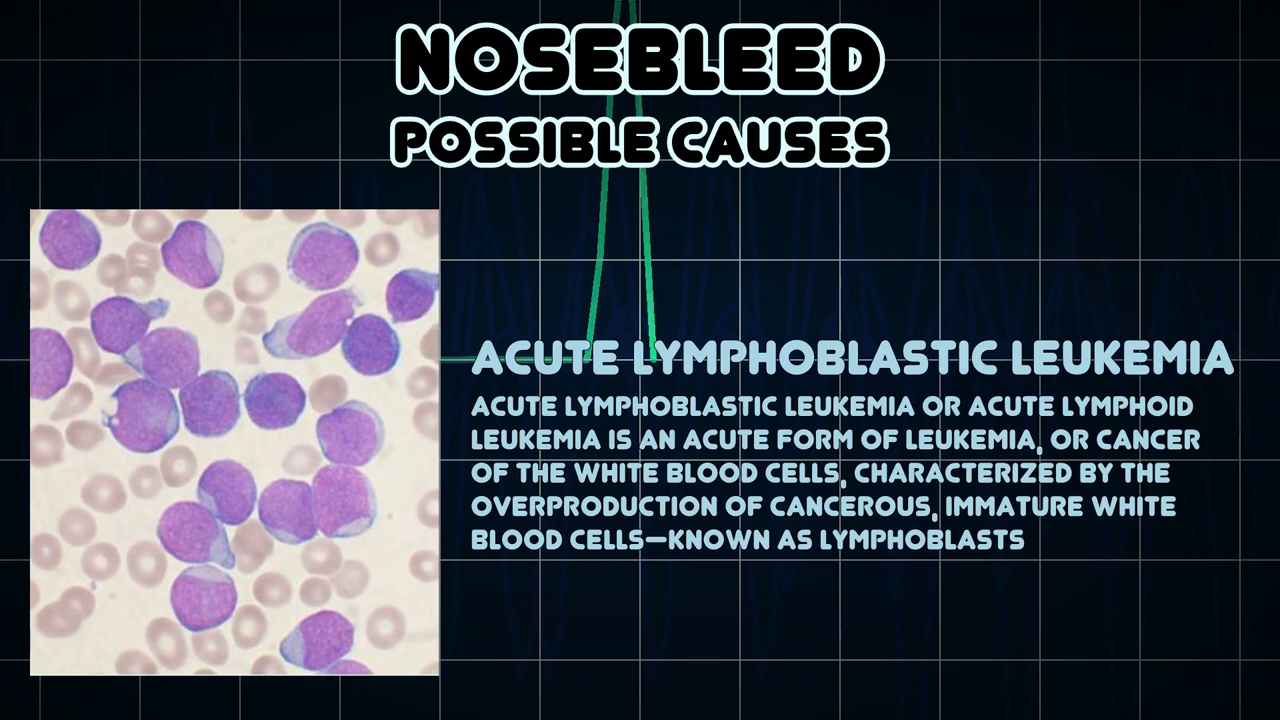 NOSEBLEED
POSSIBLE CAUSES
ACUTE LYMPHOBLASTIC LEUKEMIA
ACUTE LYMPHOBLASTIC LEUKEMIA OR ACUTE LYMPHOID
LEUKEMIA IS AN ACUTE FORM OF LEUKEMIA, OR CANCER
OF THE WHITE BLOOD CELLS, CHARACTERIZED BY THE
OVERPRODUCTION OF CANCEROUS, IMMATURE WHITE
BLOOD CELLS—KNOWN AS LYMPHOBLASTS